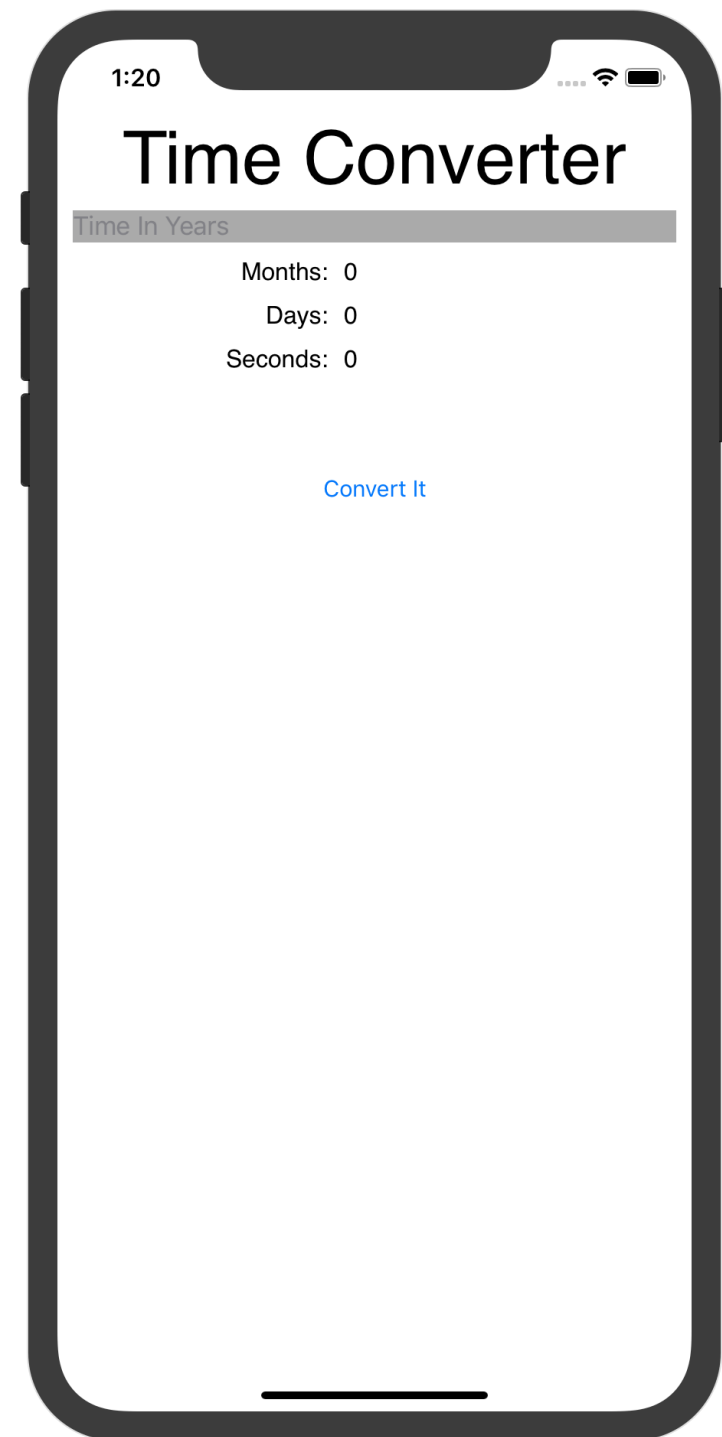 1:20
Time Converter
Time In Years
Months: 0
Days: 0
Seconds: 0
Convert It